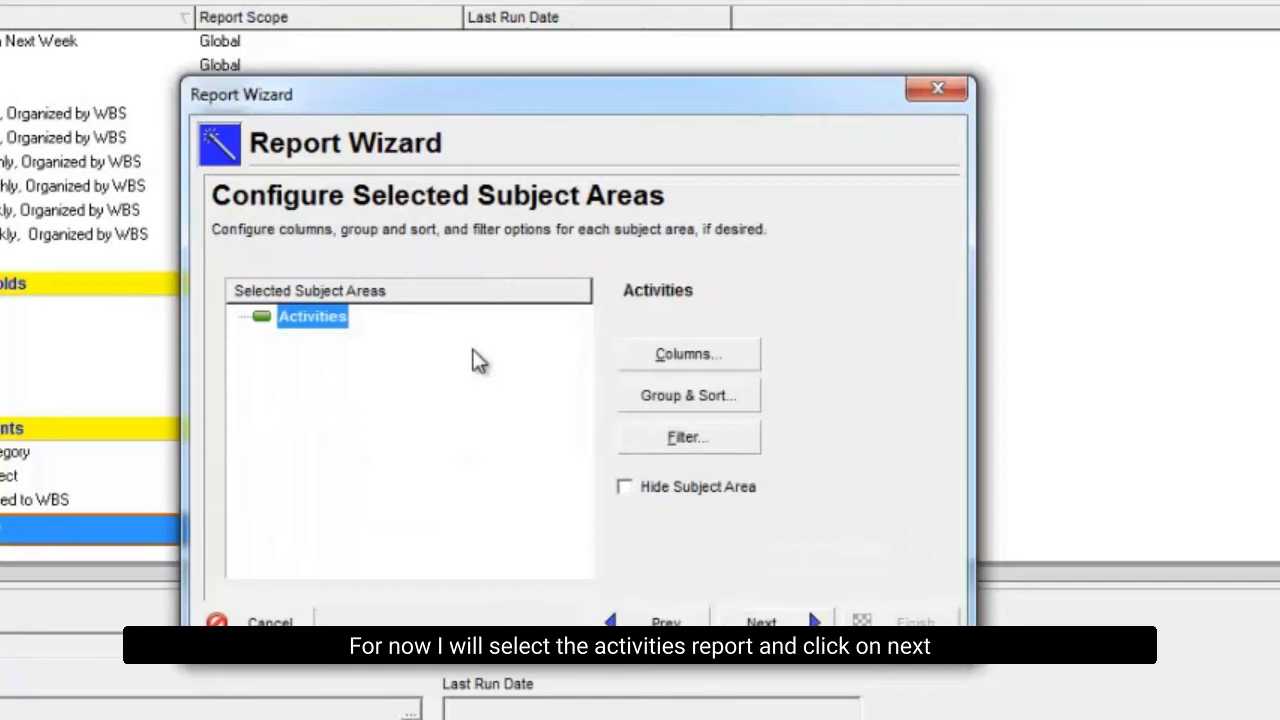 Report Scope
Last Run Date
Next Week
Global
Global
, Organized by WBS
, Organized by WBS
nly, Organized by WBS
hly, Organized by WBS
kly, Organized by WBS
kly, Organized by WBS
olds
nts
egory
ect
ed to WBS
Report Wizard
Report Wizard
Configure Selected Subject Areas
Configure columns, group and sort, and filter options for each subject area, if desired.
Selected Subject Areas
Activities
Activities
Columns...
Group & Sort...
Filter...
Hide Subject Area
Cancel
Prev
Next
Finish
For now I will select the activities report and click on next
Last Run Date
...